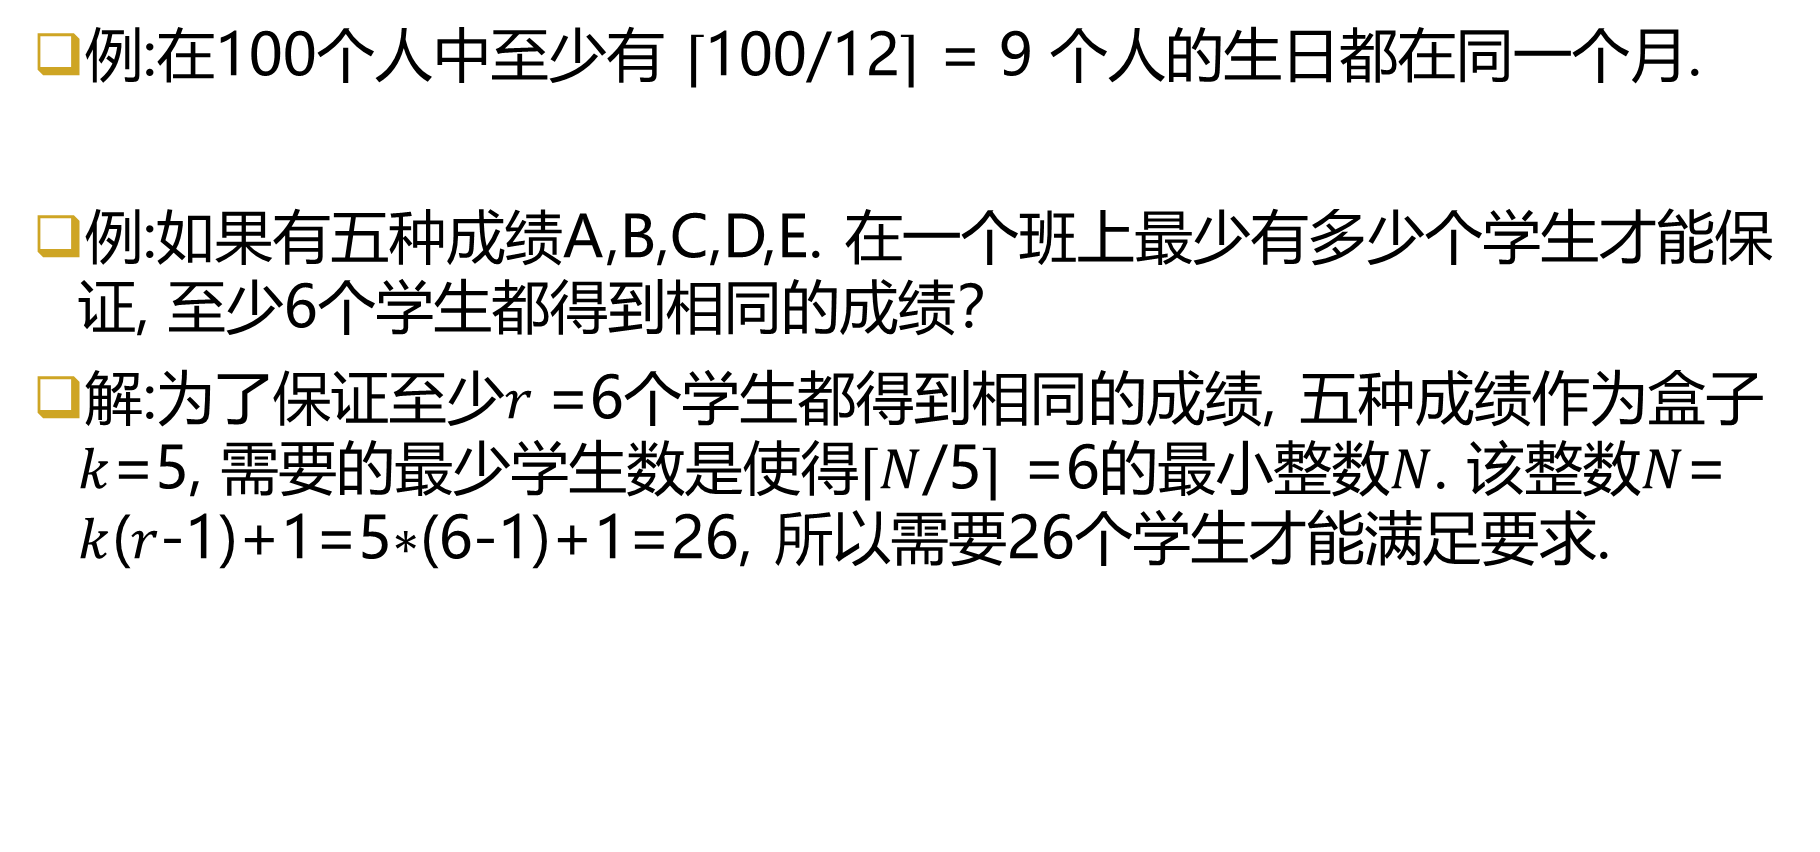 ❑例:在100个人中至少有 ⌈100/12⌉ = 9 个人的生日都在同一个月.
❑例:如果有五种成绩A,B,C,D,E. 在一个班上最少有多少个学生才能保
证, 至少6个学生都得到相同的成绩?
❑解:为了保证至少r =6个学生都得到相同的成绩, 五种成绩作为盒子
k=5, 需要的最少学生数是使得⌈N/5⌉ =6的最小整数N. 该整数N=
k(r-1)+1=5*(6-1)+1=26, 所以需要26个学生才能满足要求.